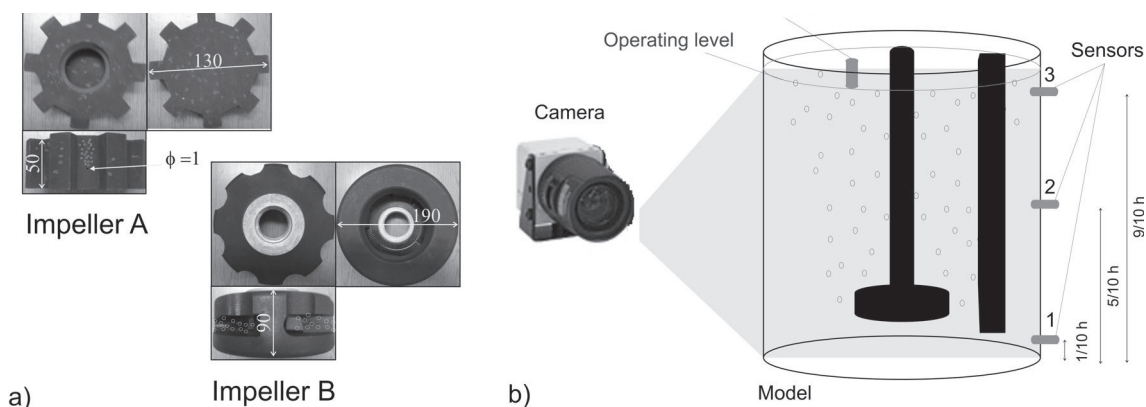 130
50
ϕ =1
Impeller A
190
90
Impeller B
a)
Operating level
Camera
Sensors
3
2
1
9/10 h
5/10 h
1/10 h
Model
b)